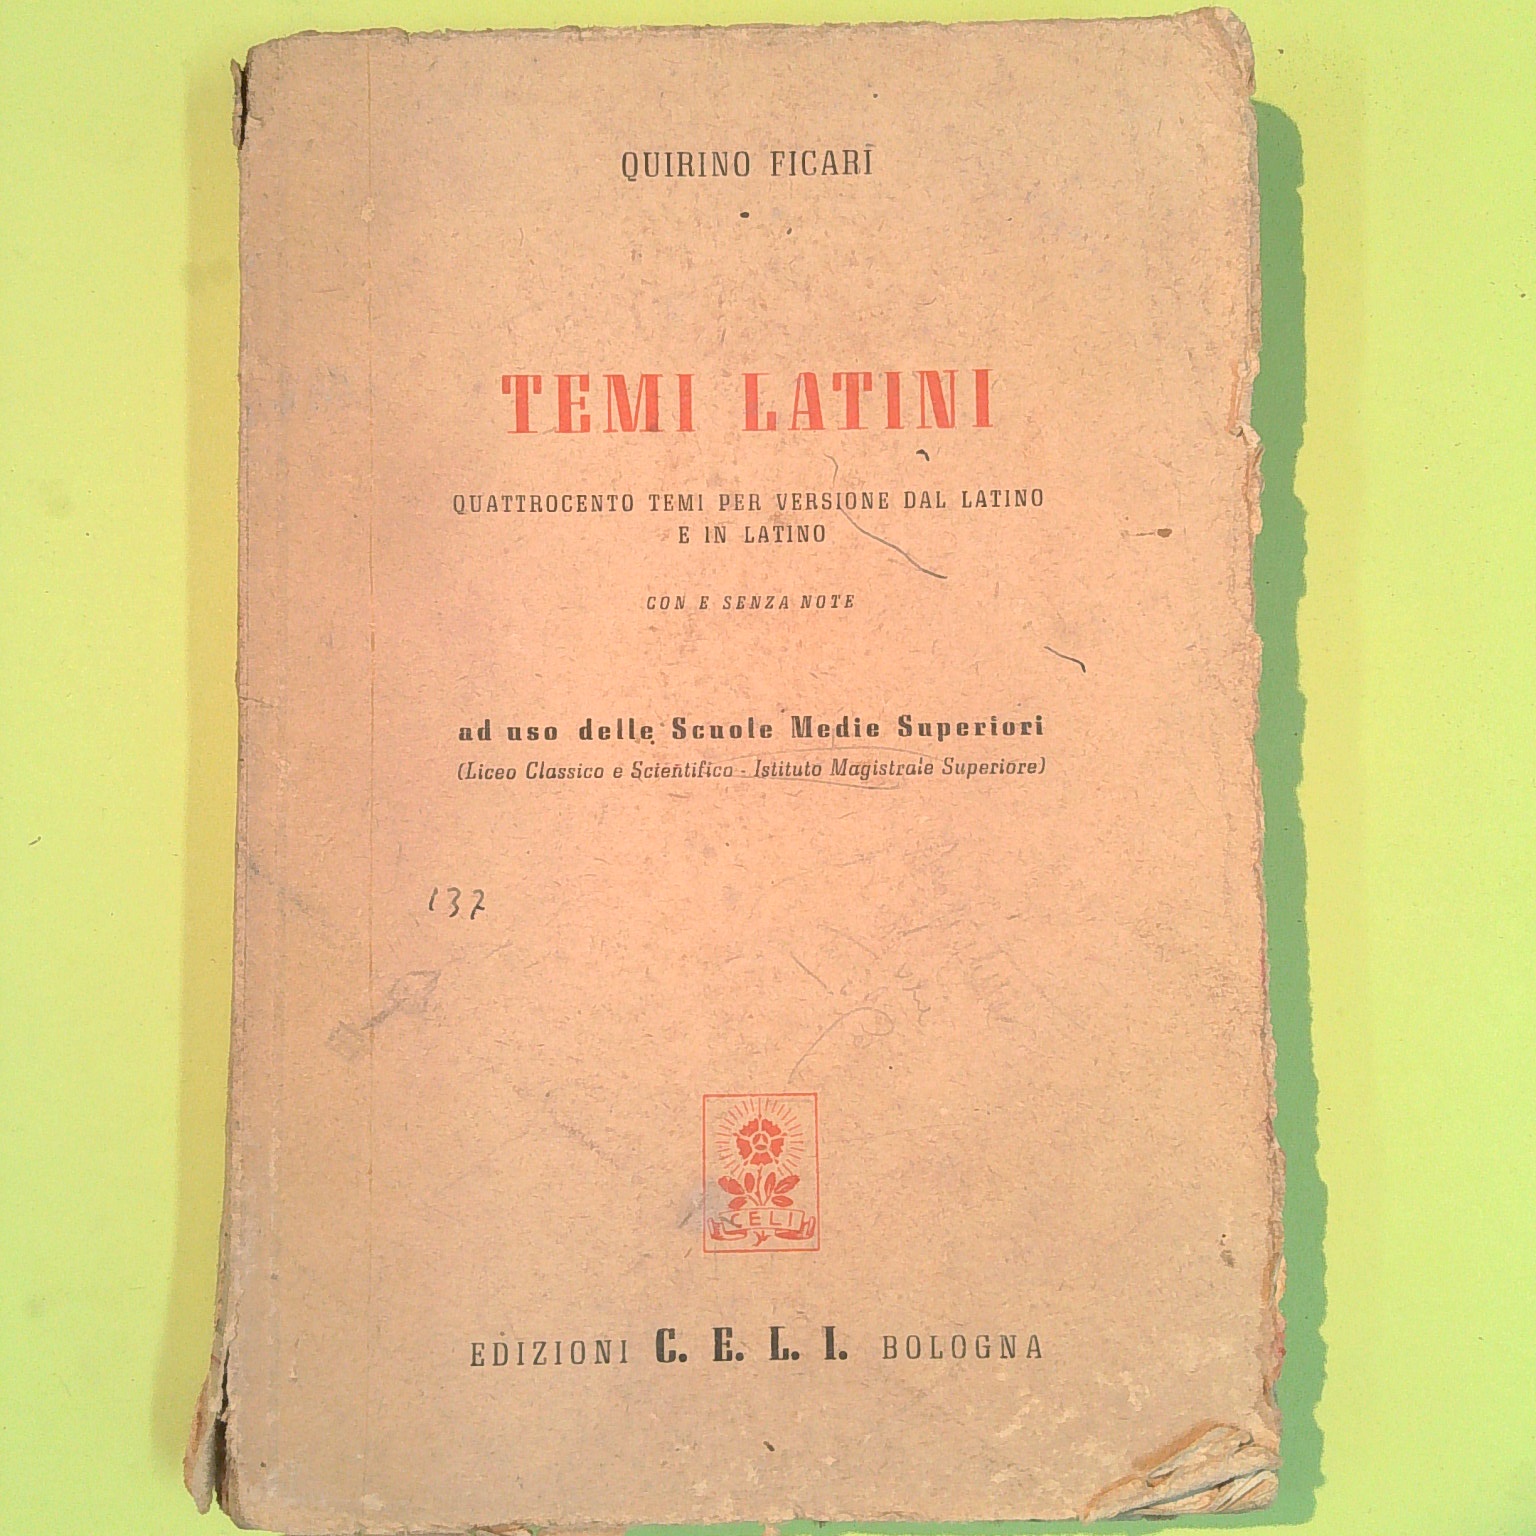 QUIRINO FICARI
TEMI LATINI
QUATTROCENTO TEMI PER VERSIONE DAL LATINO
E IN LATINO
CON E SENZA NOTE
ad uso delle Scuole Medie Superiori
(Liceo Classico e Scientifico - Istituto Magistrale Superiore)
137
CELI
EDIZIONI C. E. L. I. BOLOGNA